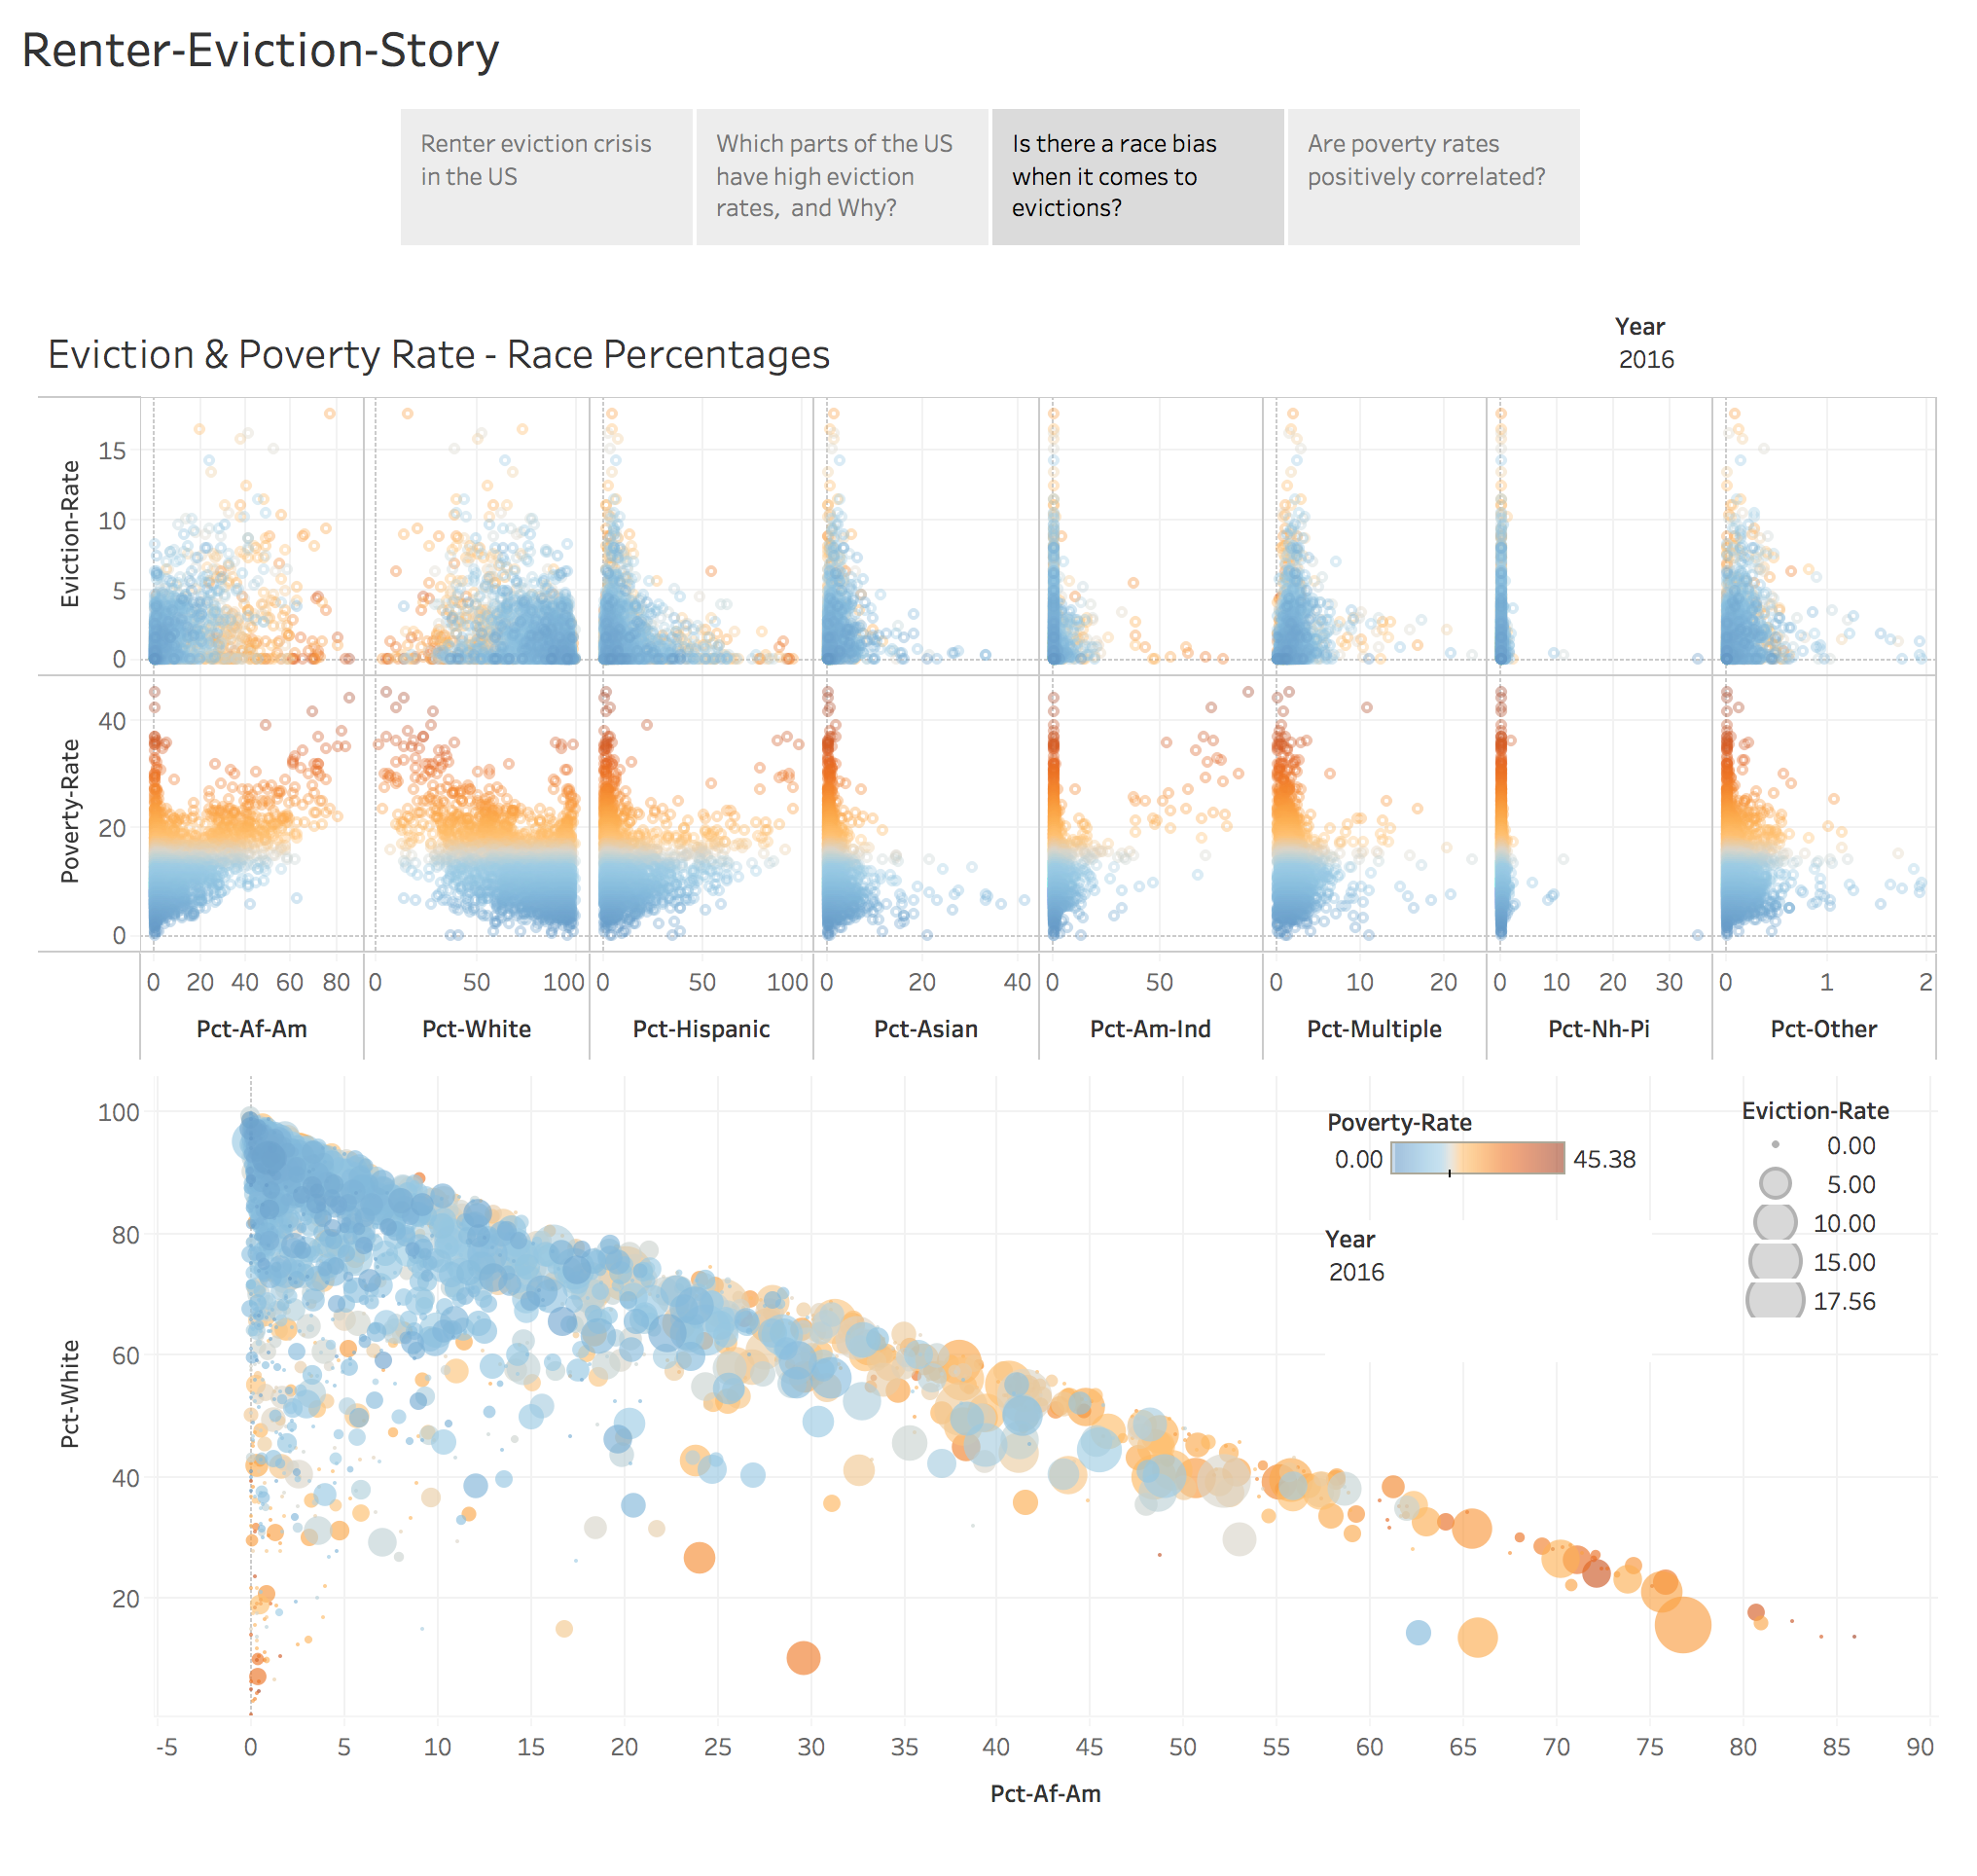 Renter-Eviction-Story
Renter eviction crisis
in the US
Which parts of the US
have high eviction
rates,  and Why?
Is there a race bias
when it comes to
evictions?
Are poverty rates
positively correlated?
Eviction & Poverty Rate - Race Percentages
Year
2016
Eviction-Rate
15
10
5
0
Poverty-Rate
40
20
0
0 20 40 60 80 0 50 100 0 50 100 0 20 40 0 50 0 10 20 0 10 20 30 0 1 2
Pct-Af-Am Pct-White Pct-Hispanic Pct-Asian Pct-Am-Ind Pct-Multiple Pct-Nh-Pi Pct-Other
Pct-White
100
80
60
40
20
Poverty-Rate
0.00 45.38
Year
2016
Eviction-Rate
0.00
5.00
10.00
15.00
17.56
-5 0 5 10 15 20 25 30 35 40 45 50 55 60 65 70 75 80 85 90
Pct-Af-Am